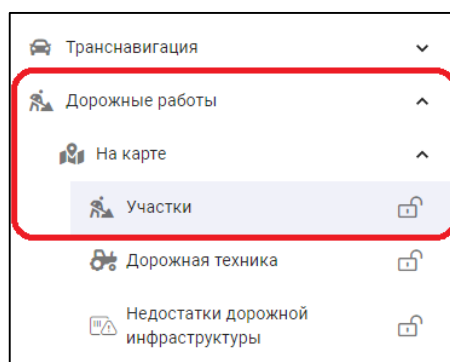 Транснавигация
Дорожные работы
На карте
Участки
Дорожная техника
Недостатки дорожной
инфраструктуры